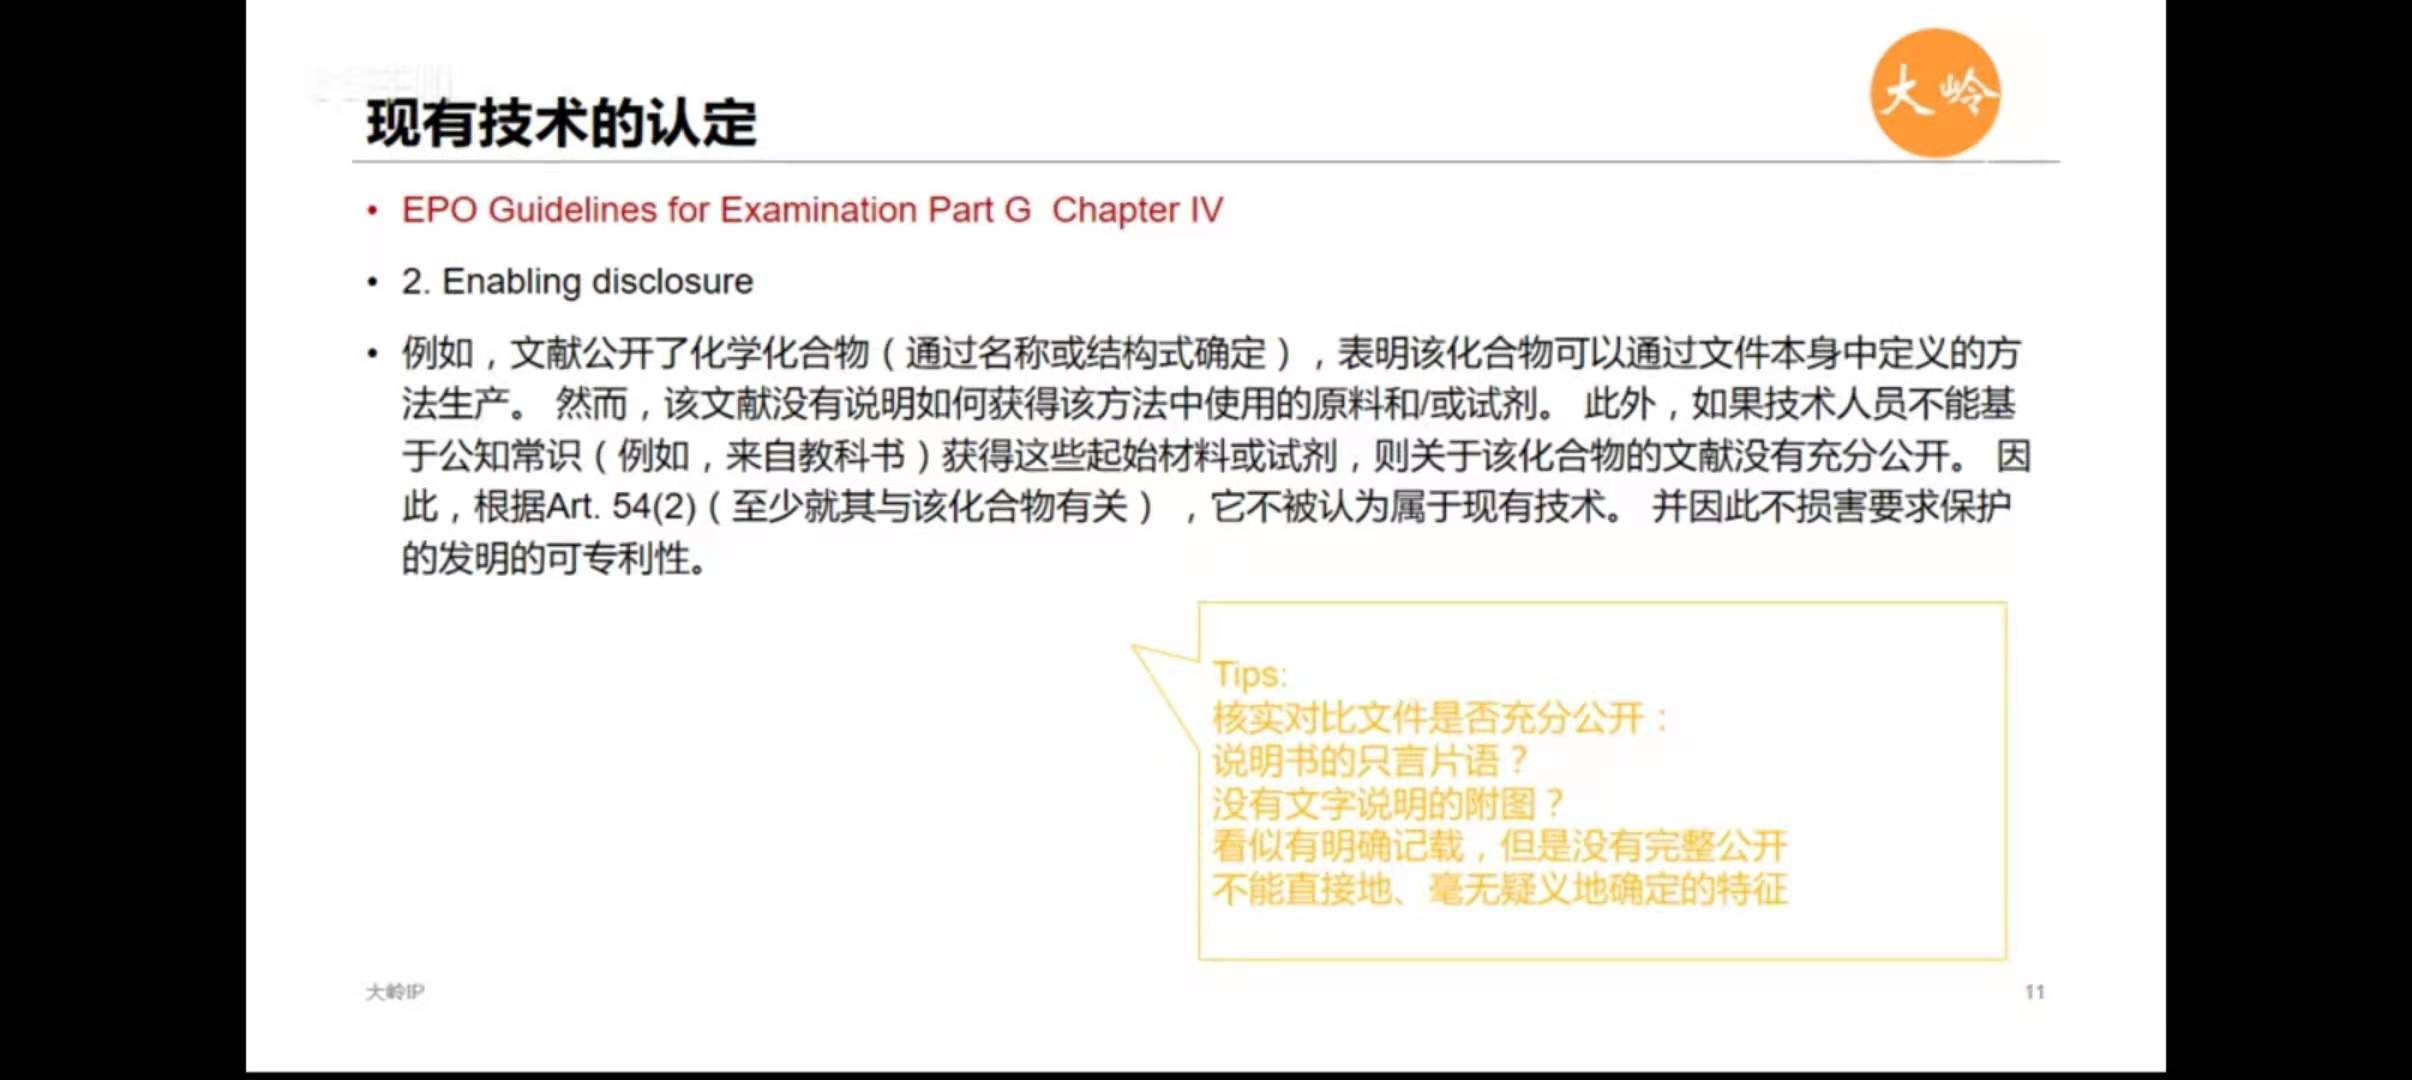 大岭
现有技术的认定
• EPO Guidelines for Examination Part G Chapter IV
• 2. Enabling disclosure
• 例如，文献公开了化学化合物（通过名称或结构式确定），表明该化合物可以通过文件本身中定义的方
法生产。 然而，该文献没有说明如何获得该方法中使用的原料和/或试剂。 此外，如果技术人员不能基
于公知常识（例如，来自教科书）获得这些起始材料或试剂，则关于该化合物的文献没有充分公开。 因
此，根据Art. 54(2)（至少就其与该化合物有关），它不被认为属于现有技术。 并因此不损害要求保护
的发明的可专利性。
Tips:
核实对比文件是否充分公开：
说明书的只言片语？
没有文字说明的附图？
看似有明确记载，但是没有完整公开
不能直接地、毫无疑义地确定的特征
大岭IP
11